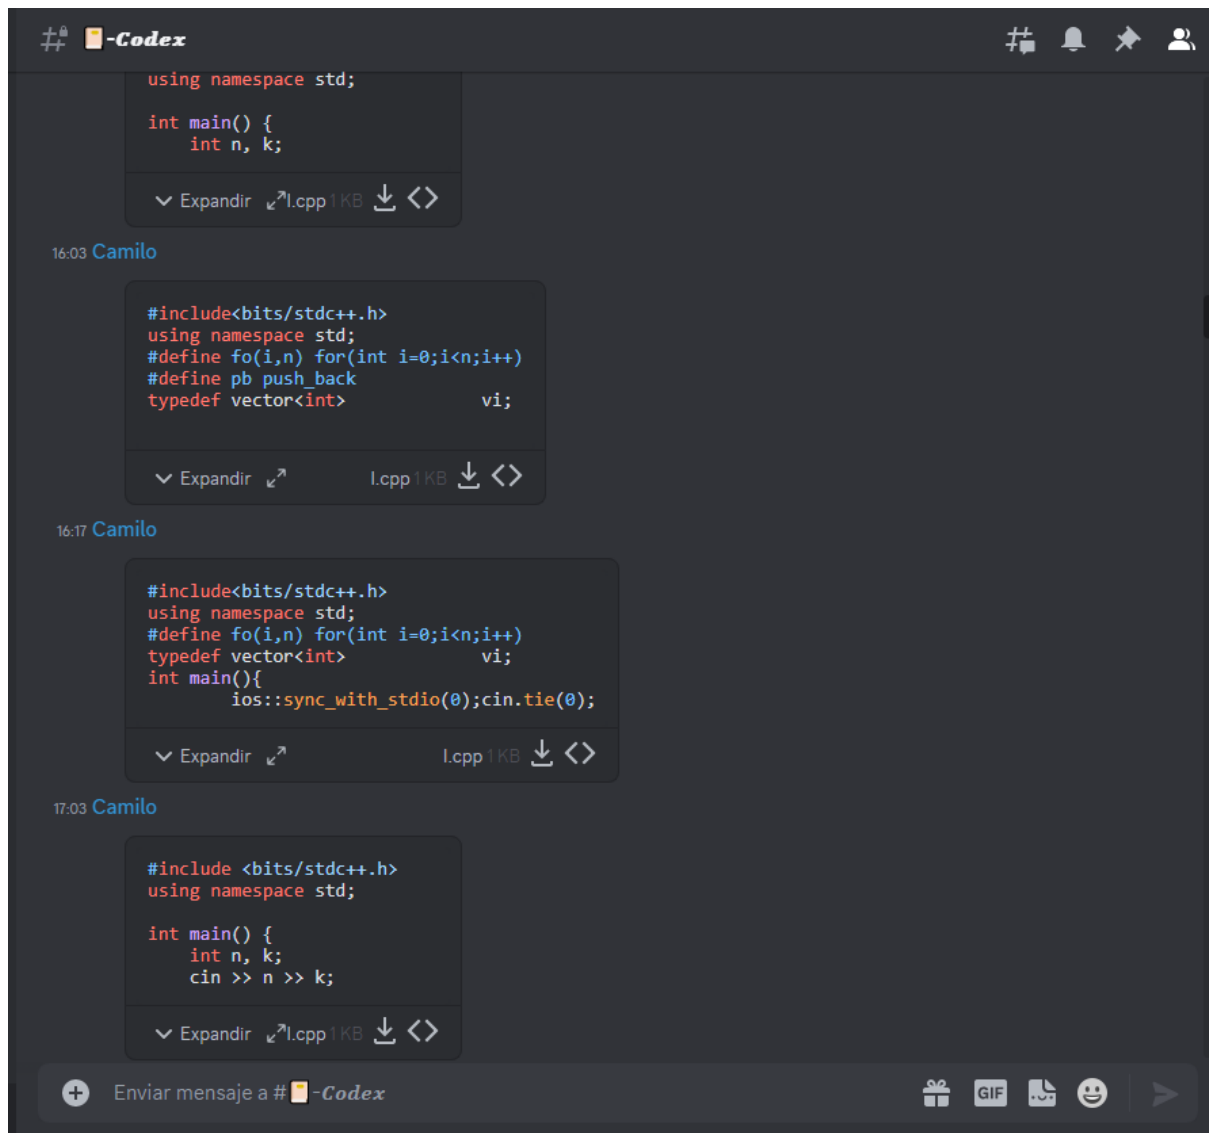 -Codex
using namespace std;
int main() {
int n, k;
Expandir l.cpp 1 KB
16:03 Camilo
#include<bits/stdc++.h>
using namespace std;
#define fo(i,n) for(int i=0;i<n;i++)
#define pb push_back
typedef vector<int> vi;
Expandir l.cpp 1 KB
16:17 Camilo
#include<bits/stdc++.h>
using namespace std;
#define fo(i,n) for(int i=0;i<n;i++)
typedef vector<int> vi;
int main(){
ios::sync_with_stdio(0);cin.tie(0);
Expandir l.cpp 1 KB
17:03 Camilo
#include <bits/stdc++.h>
using namespace std;
int main() {
int n, k;
cin >> n >> k;
Expandir l.cpp 1 KB
Enviar mensaje a #-Codex GIF